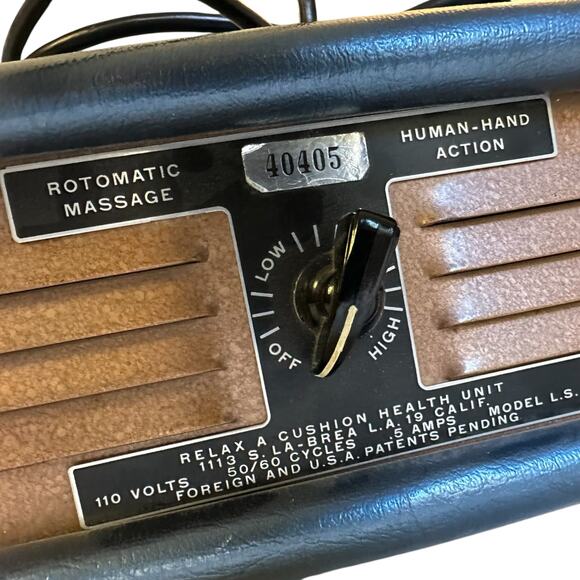 ROTOMATIC
MASSAGE
40405
HUMAN-HAND
ACTION
LOW
OFF
HIGH
RELAX A CUSHION HEALTH UNIT
1113 S. LA-BREA L.A. 19 CALIF.
110 VOLTS 50/60 CYCLES .5 AMPS MODEL L.S.
FOREIGN AND U.S.A. PATENTS PENDING